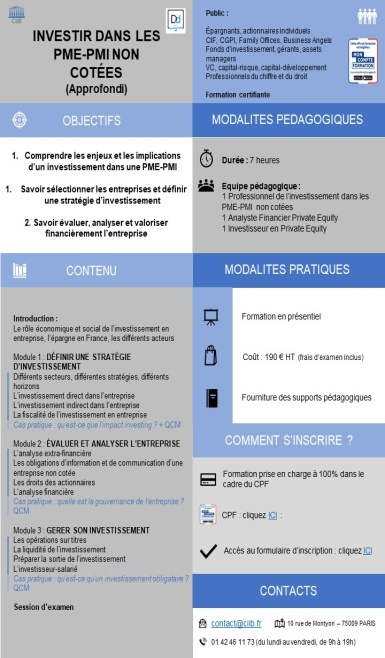 CiiB
INVESTIR DANS LES
PME-PMI NON
COTÉES
(Approfondi)
Public :
Épargnants, actionnaires individuels
CIF, CGPI, Family Offices, Business Angels
Fonds d'investissement, gérants, assets
managers
VC, capital-risque, capital-développement
Professionnels du chiffre et du droit
Formation certifiante
MON
COMPTE
FORMATION
OBJECTIFS
1. Comprendre les enjeux et les implications
d'un investissement dans une PME-PMI
1. Savoir sélectionner les entreprises et définir
une stratégie d'investissement
2. Savoir évaluer, analyser et valoriser
financièrement l'entreprise
MODALITES PEDAGOGIQUES
Durée : 7 heures
Equipe pédagogique :
1 Professionnel de l'investissement dans les
PME-PMI non cotées
1 Analyste Financier Private Equity
1 Investisseur en Private Equity
CONTENU
Introduction :
Le rôle économique et social de l'investissement en
entreprise, l'épargne en France, les différents acteurs
Module 1 : DÉFINIR UNE STRATÉGIE
D'INVESTISSEMENT
Différents secteurs, différentes stratégies, différents
horizons
L'investissement direct dans l'entreprise
L'investissement indirect dans l'entreprise
La fiscalité de l'investissement en entreprise
Cas pratique : qu'est-ce que l'impact investing ? + QCM
Module 2 : ÉVALUER ET ANALYSER L'ENTREPRISE
L'analyse extra-financière
Les obligations d'information et de communication d'une
entreprise non cotée
Les droits des actionnaires
L'analyse financière
Cas pratique : quelle est la gouvernance de l'entreprise ?
QCM
Module 3 : GERER SON INVESTISSEMENT
Les opérations sur titres
La liquidité de l'investissement
Préparer la sortie de l'investissement
L'investisseur-salarié
Cas pratique : qu'est-ce qu'un investissement obligatave ?
QCM
Session d'examen
MODALITES PRATIQUES
Formation en présentiel
Coût : 190 € HT (frais d'examen inclus)
Fourniture des supports pédagogiques
COMMENT S'INSCRIRE ?
Formation prise en charge à 100% dans le
cadre du CPF
CPF : cliquez ICI :
Accès au formulaire d'inscription : cliquez ICI
CONTACTS
contact@ciib.fr
10 rue de Montyon – 75009 PARIS
01 42 46 11 73 (du lundi au vendredi, de 9h à 19h)